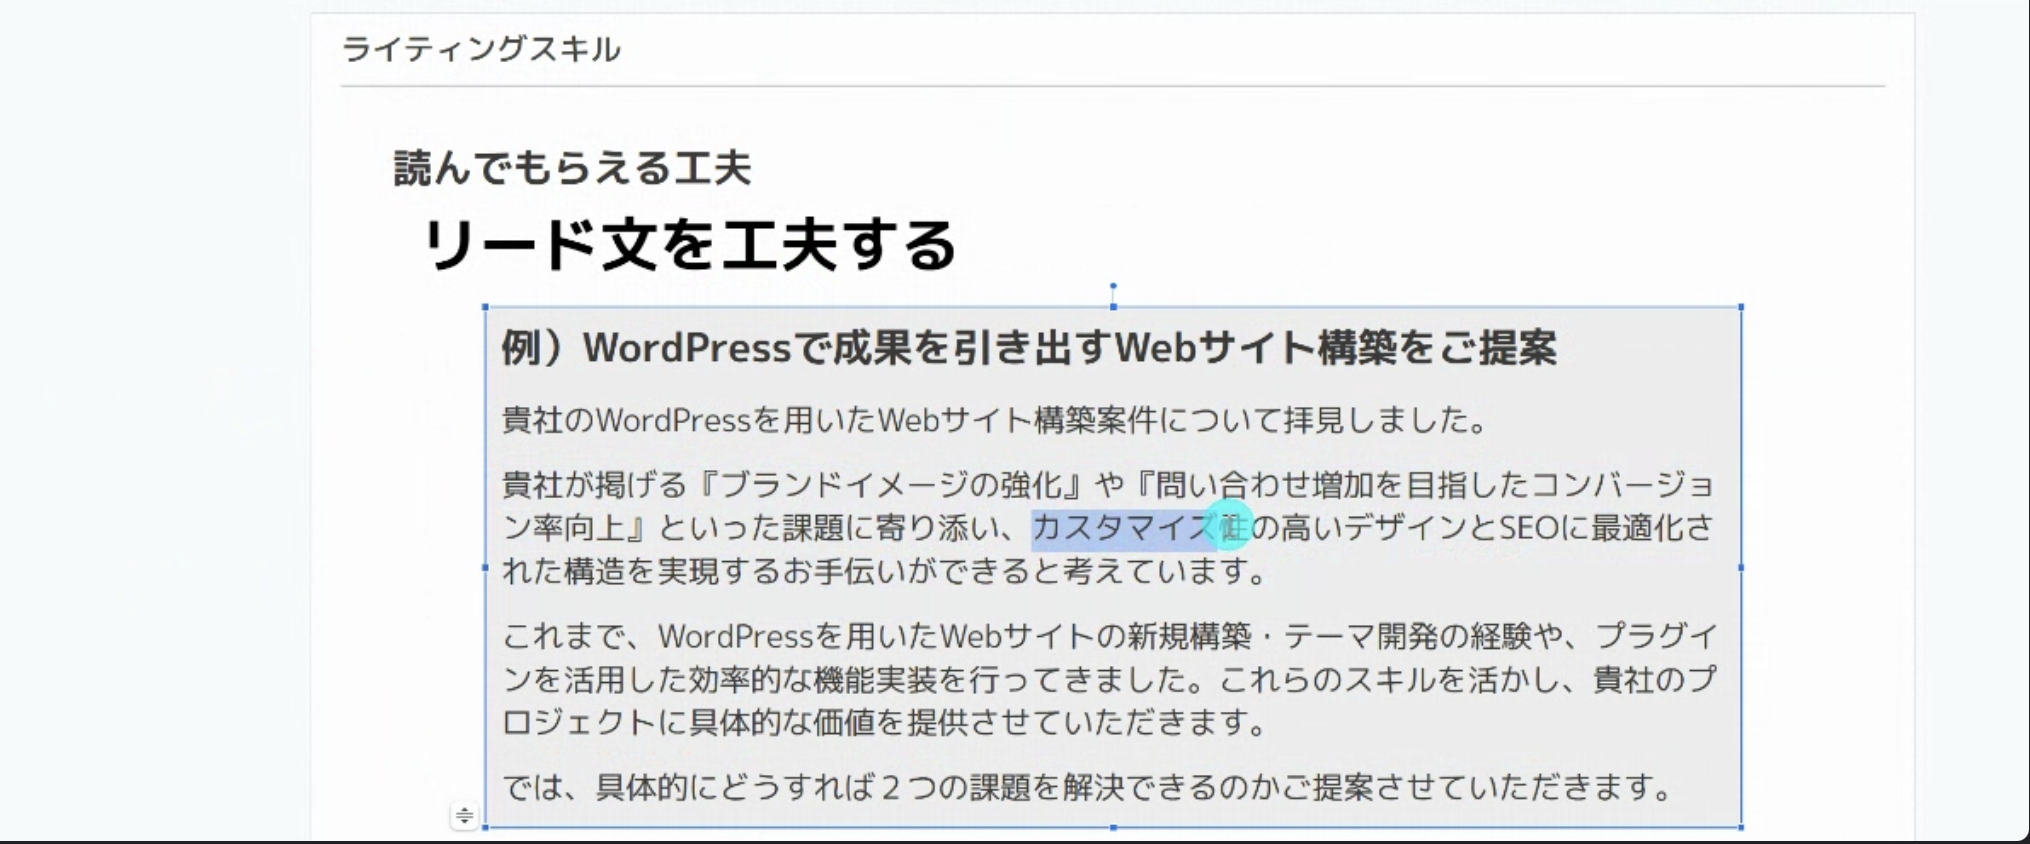 ライティングスキル
読んでもらえる工夫
リード文を工夫する
例）WordPressで成果を引き出すWebサイト構築をご提案
貴社のWordPressを用いたWebサイト構築案件について拝見しました。
貴社が掲げる『ブランドイメージの強化』や『問い合わせ増加を目指したコンバージョ
ン率向上』といった課題に寄り添い、カスタマイズ性の高いデザインとSEOに最適化さ
れた構造を実現するお手伝いができると考えています。
これまで、WordPressを用いたWebサイトの新規構築・テーマ開発の経験や、プラグイ
ンを活用した効率的な機能実装を行ってきました。これらのスキルを活かし、貴社のプ
ロジェクトに具体的な価値を提供させていただきます。
では、具体的にどうすれば２つの課題を解決できるのかご提案させていただきます。